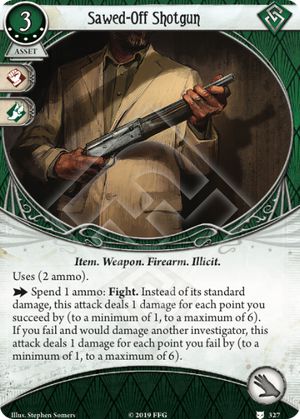 3
Sawed-Off Shotgun
ASSET
Item. Weapon. Firearm. Illicit.
Uses (2 ammo).
Spend 1 ammo: Fight. Instead of its standard
damage, this attack deals 1 damage for each point you
succeed by (to a minimum of 1, to a maximum of 6).
If you fail and would damage another investigator, this
attack deals 1 damage for each point you fail by (to a
minimum of 1, to a maximum of 6).
Illus. Stephen Somers
© 2019 FFG
327